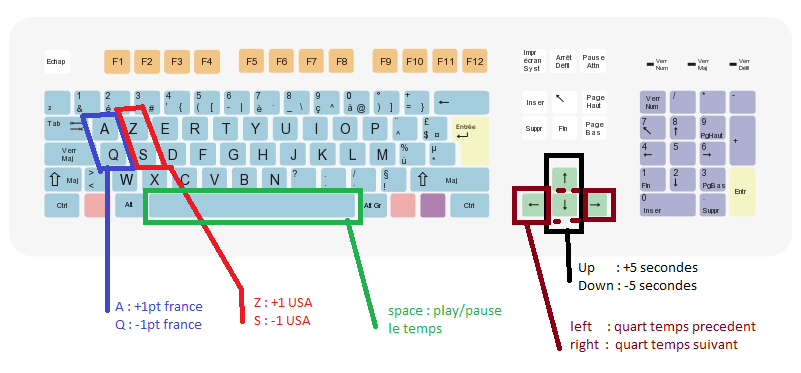 Echap F1 F2 F3 F4 F5 F6 F7 F8 F9 F10 F11 F12 Impr écran Syst Arrêt Défil Pause Attn Verr Num Verr Maj Verr Défil
² 1 & 2 é 3 # 4 ' { 5 ( [ 6 - | 7 è ` 8 _ \ 9 ç ^ 0 à @ ° ) ] + = } ← Inser ↖ Page Haut Verr Num / * -
Tab A Z E R T Y U I O P ¨ ^ £ $ ¤ Entrée Suppr Fin Page Bas 7 ↖ 8 ↑ 9 PgHaut +
Verr Maj Q S D F G H J K L M % ù µ * 4 ← 5 6 →
⇧ Maj > < W X C V B N ? , . ; / : § ! ⇧ Maj ↑ 1 Fin 2 ↓ 3 PgBas Entr
Ctrl Alt Alt Gr Ctrl ← ↓ → 0 Inser . Suppr
A : +1pt france
Q : -1pt france
Z : +1 USA
S : -1 USA
space : play/pause
le temps
Up : +5 secondes
Down : -5 secondes
left : quart temps precedent
right : quart temps suivant